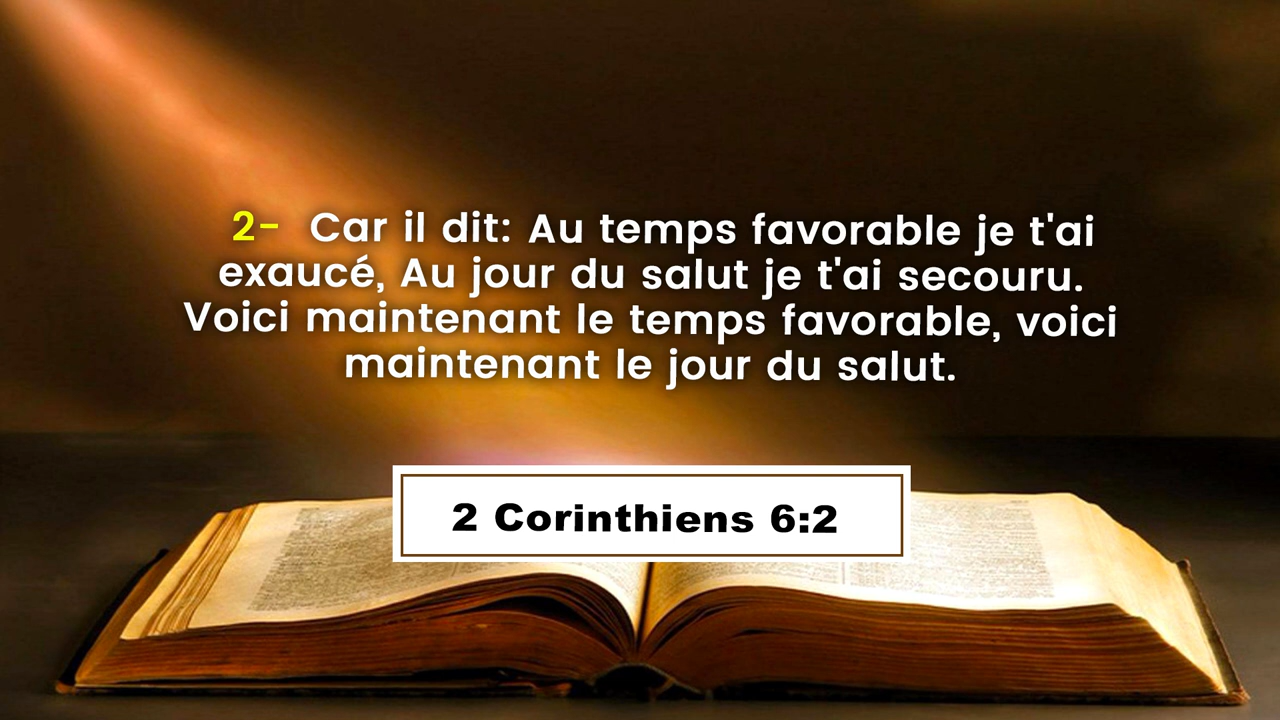 2- Car il dit: Au temps favorable je t'ai
exaucé, Au jour du salut je t'ai secouru.
Voici maintenant le temps favorable, voici
maintenant le jour du salut.
2 Corinthiens 6:2